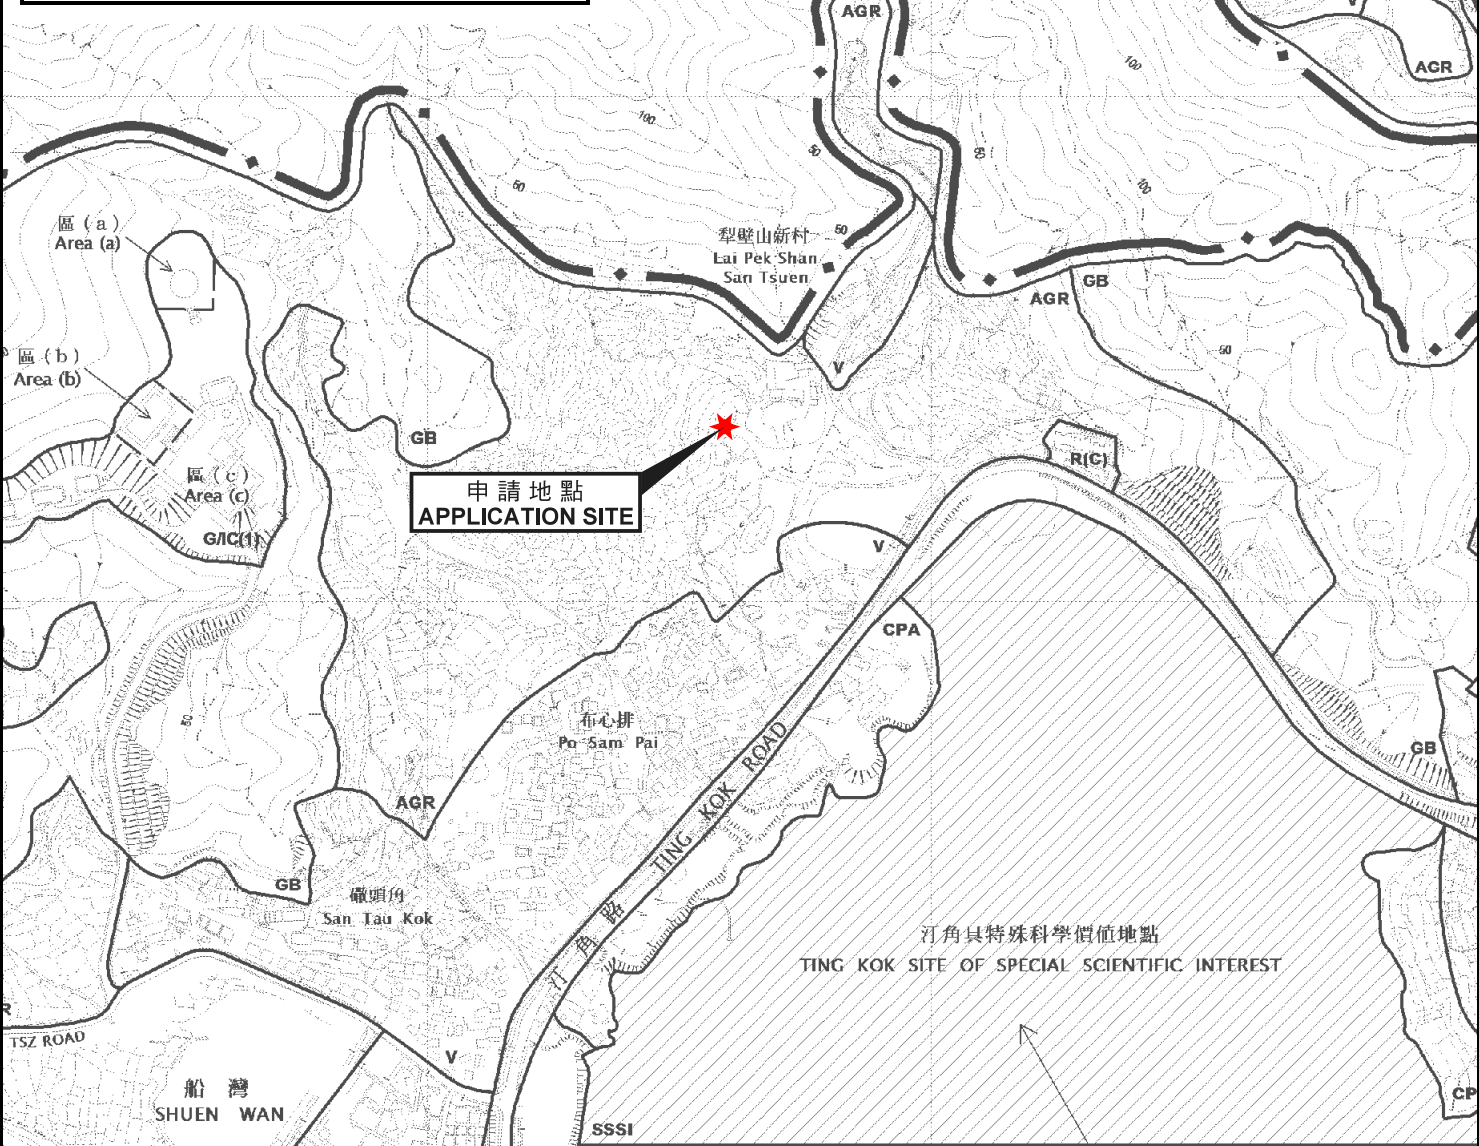 AGR
AGR
100
100
50
50
50
100
區 (a)
Area (a)
犁壁山新村
Lai Pek Shan
San Tsuen
50
AGR
GB
區 (b)
Area (b)
50
V
GB
R(C)
區 (c)
Area (c)
申請地點
APPLICATION SITE
G/IC(1)
V
CPA
布心排
Po Sam Pai
50
GB
AGR
GB
汀角路 TING KOK ROAD
San Tau Kok
汀角具特殊科學價值地點
TING KOK SITE OF SPECIAL SCIENTIFIC INTEREST
TSZ ROAD
V
船灣
SHUEN WAN
CP
SSSI